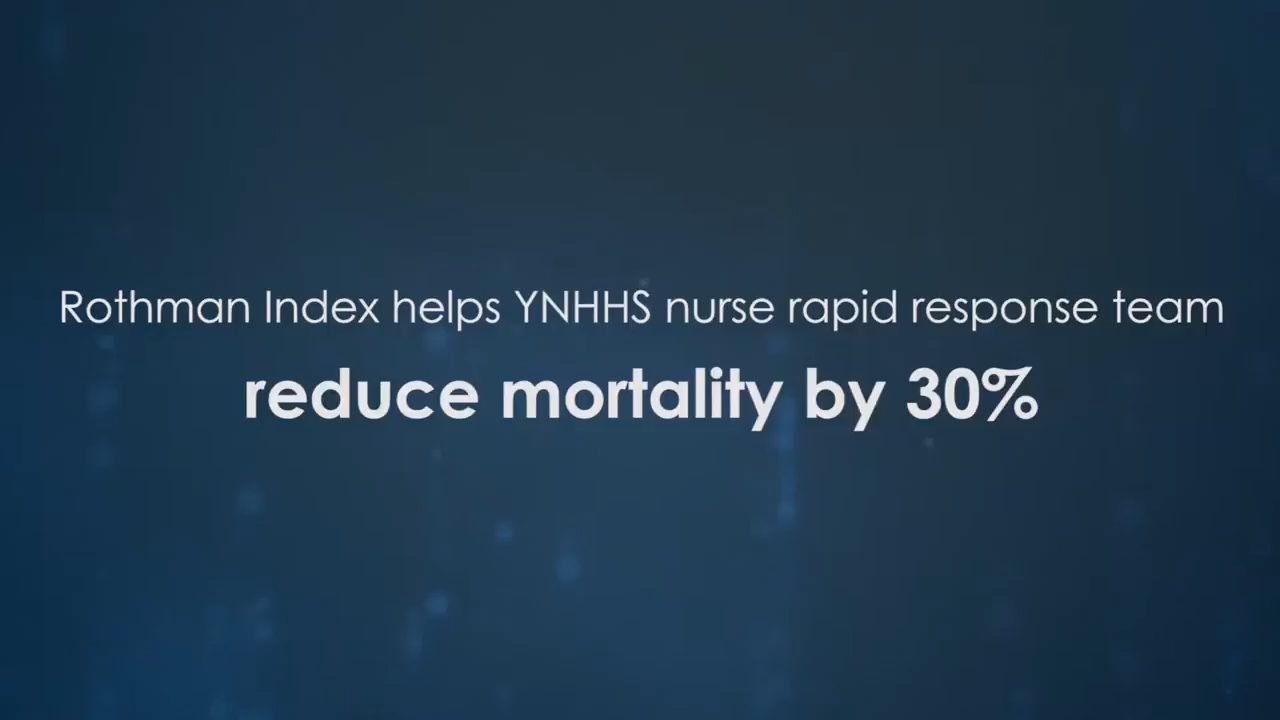 Rothman Index helps YNHHS nurse rapid response team
reduce mortality by 30%